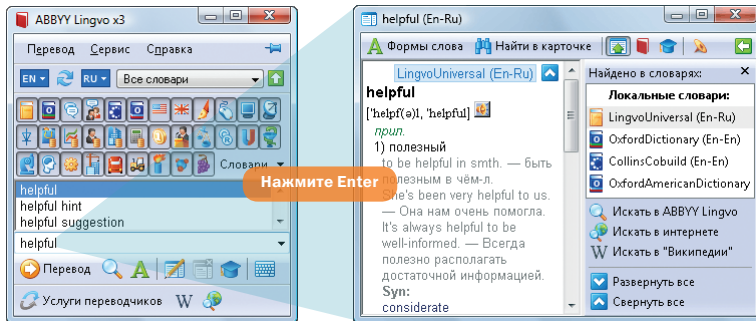 ABBYY Lingvo x3
Перевод Сервис Справка
EN RU Все словари
Словари
helpful
helpful hint
helpful suggestion
helpful
Перевод
Услуги переводчиков W
Нажмите Enter
helpful (En-Ru)
Формы слова Найти в карточке
LingvoUniversal (En-Ru)
helpful
['helpf(ə)l, 'helpful]
прил.
1) полезный
to be helpful in smth. — быть
полезным в чём-л.
She's been very helpful to us.
— Она нам очень помогла.
It's always helpful to be
well-informed. — Всегда
полезно располагать
достаточной информацией.
Syn:
considerate
Найдено в словарях:
Локальные словари:
LingvoUniversal (En-Ru)
OxfordDictionary (En-En)
CollinsCobuild (En-En)
OxfordAmericanDictionary
Искать в ABBYY Lingvo
Искать в интернете
W Искать в "Википедии"
Развернуть все
Свернуть все